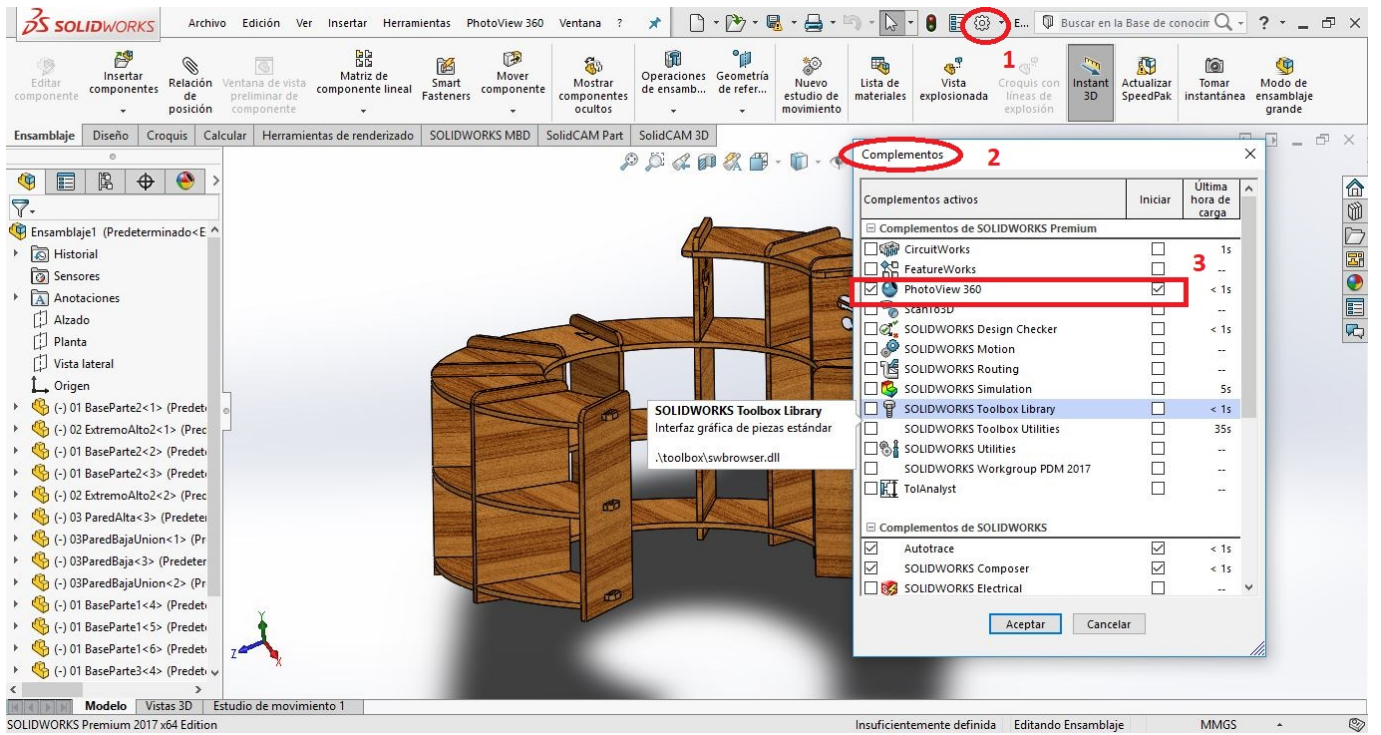 SOLIDWORKS
Archivo Edición Ver Insertar Herramientas PhotoView 360 Ventana ?
E...
Buscar en la Base de conocim
?
1
Editar componente
Insertar componentes
Relación de posición
Ventana de vista preliminar de componente
Matriz de componente lineal
Smart Fasteners
Mover componente
Mostrar componentes ocultos
Operaciones de ensamb...
Geometría de refer...
Nuevo estudio de movimiento
Lista de materiales
Vista explosionada
Croquis con líneas de explosión
Instant 3D
Actualizar SpeedPak
Tomar instantánea
Modo de ensamblaje grande
Ensamblaje Diseño Croquis Calcular Herramientas de renderizado SOLIDWORKS MBD SolidCAM Part SolidCAM 3D
Ensamblaje1 (Predeterminado<E
Historial
Sensores
Anotaciones
Alzado
Planta
Vista lateral
Origen
(-) 01 BaseParte2<1> (Predet
(-) 02 ExtremoAlto2<1> (Prec
(-) 01 BaseParte2<2> (Predet
(-) 01 BaseParte2<3> (Predet
(-) 02 ExtremoAlto2<2> (Prec
(-) 03 ParedAlta<3> (Predeter
(-) 03ParedBajaUnion<1> (Pr
(-) 03ParedBaja<3> (Predeter
(-) 03ParedBajaUnion<2> (Pr
(-) 01 BaseParte1<4> (Predet
(-) 01 BaseParte1<5> (Predet
(-) 01 BaseParte1<6> (Predet
(-) 01 BaseParte3<4> (Predet
Y
Z
X
SOLIDWORKS Toolbox Library
Interfaz gráfica de piezas estándar
.\toolbox\swbrowser.dll
Complementos
2
Complementos activos Iniciar Última hora de carga
Complementos de SOLIDWORKS Premium
CircuitWorks 1s
FeatureWorks --
3
PhotoView 360 < 1s
ScanTo3D --
SOLIDWORKS Design Checker < 1s
SOLIDWORKS Motion --
SOLIDWORKS Routing --
SOLIDWORKS Simulation 5s
SOLIDWORKS Toolbox Library < 1s
SOLIDWORKS Toolbox Utilities 35s
SOLIDWORKS Utilities --
SOLIDWORKS Workgroup PDM 2017 --
TolAnalyst --
Complementos de SOLIDWORKS
Autotrace < 1s
SOLIDWORKS Composer < 1s
SOLIDWORKS Electrical --
Aceptar Cancelar
Modelo Vistas 3D Estudio de movimiento 1
SOLIDWORKS Premium 2017 x64 Edition Insuficientemente definida Editando Ensamblaje MMGS